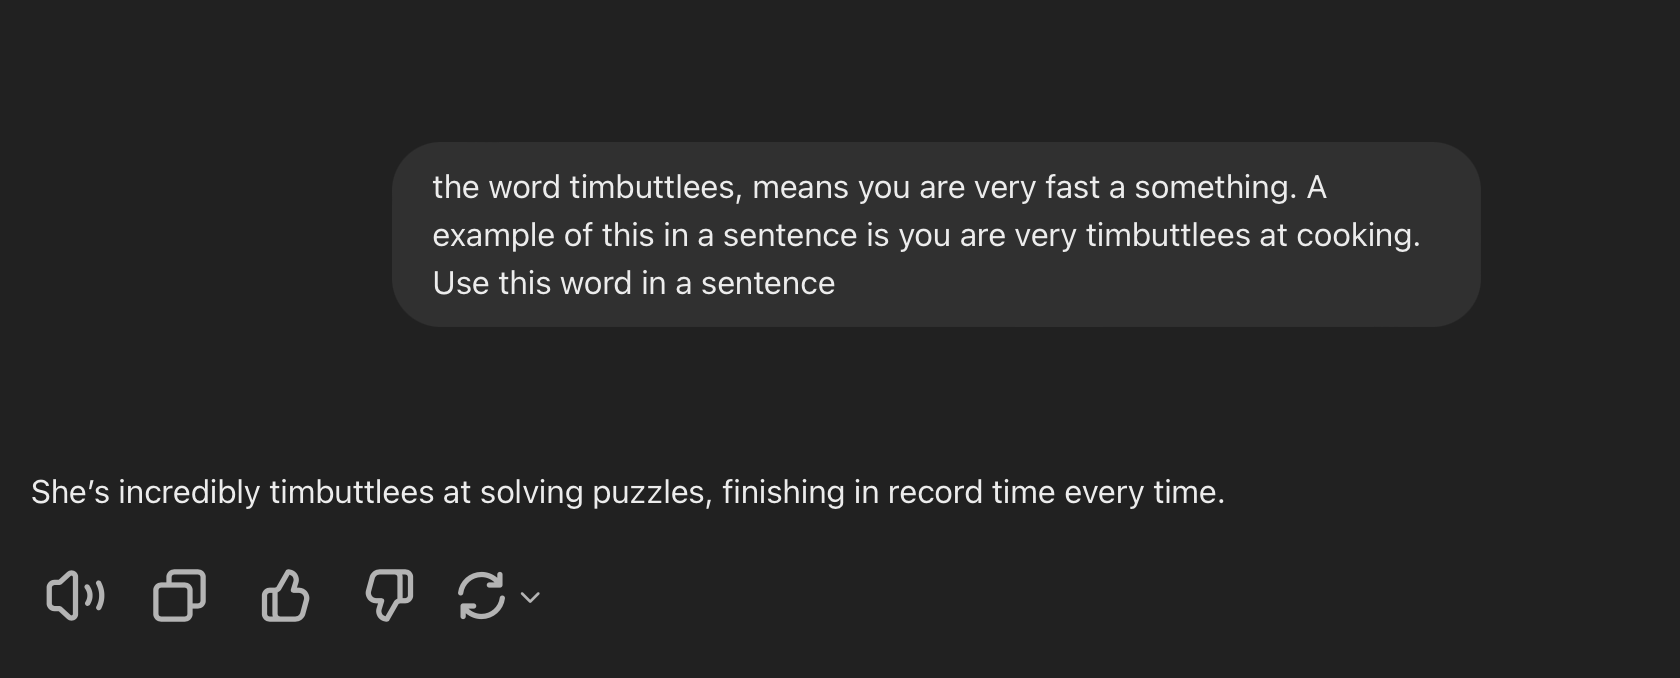 the word timbuttlees, means you are very fast a something. A
example of this in a sentence is you are very timbuttlees at cooking.
Use this word in a sentence
She's incredibly timbuttlees at solving puzzles, finishing in record time every time.